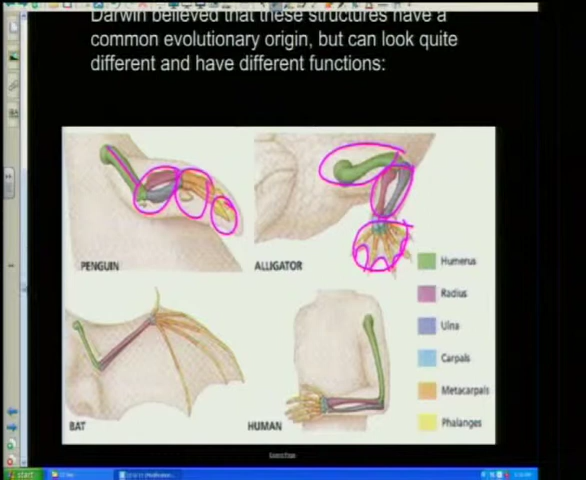 Darwin believed that these structures have a
common evolutionary origin, but can look quite
different and have different functions:
PENGUIN
ALLIGATOR
Humerus
Radius
Ulna
Carpals
Metacarpals
Phalanges
BAT
HUMAN
start